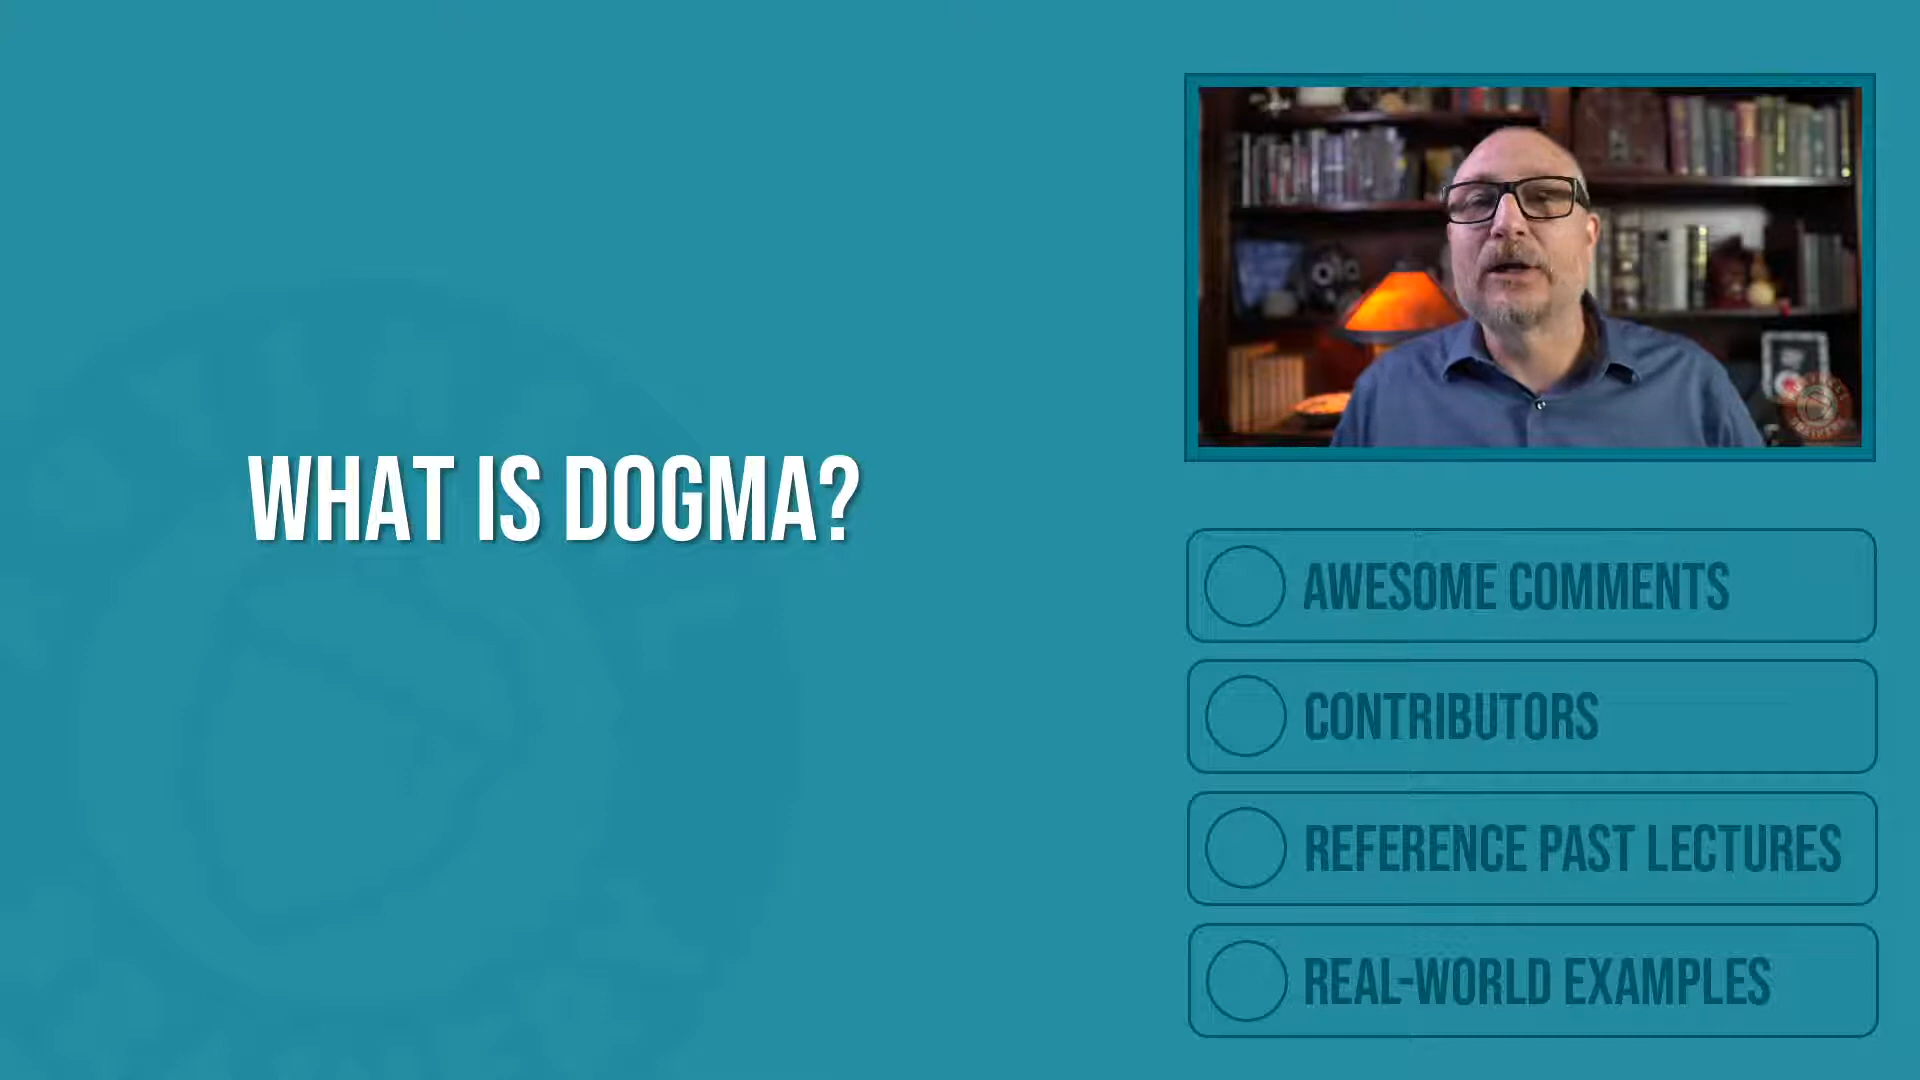 WHAT IS DOGMA?
AWESOME COMMENTS
CONTRIBUTORS
REFERENCE PAST LECTURES
REAL-WORLD EXAMPLES